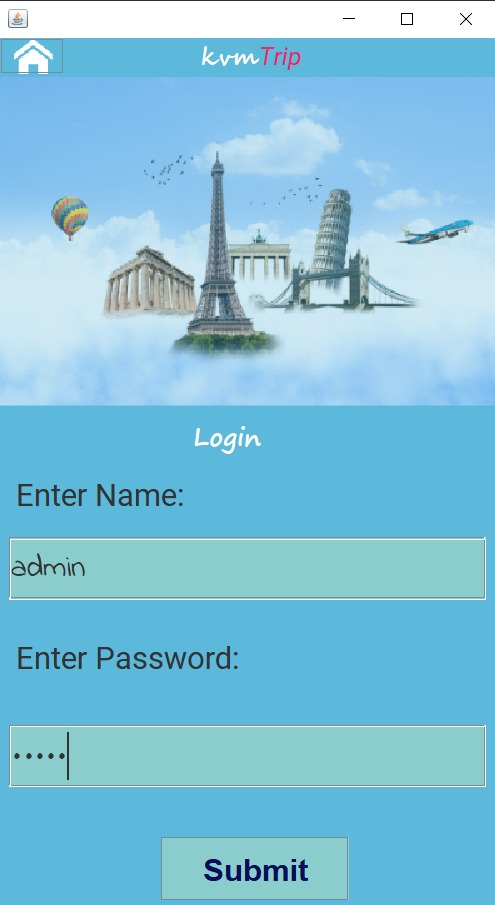 kvmTrip
Login
Enter Name:
admin
Enter Password:
•••••
Submit